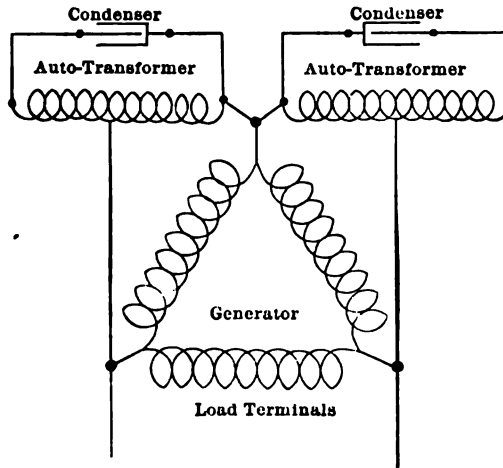 Condenser
Condenser
Auto-Transformer
Auto-Transformer
Generator
Load Terminals